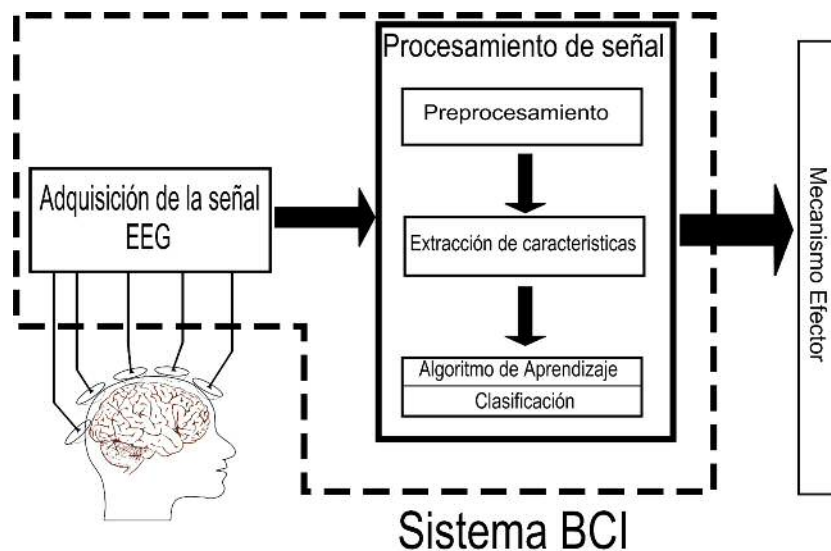 Procesamiento de señal
Preprocesamiento
Adquisición de la señal
EEG
Extracción de caracteristicas
Algoritmo de Aprendizaje
Clasificación
Mecanismo Efector
Sistema BCI